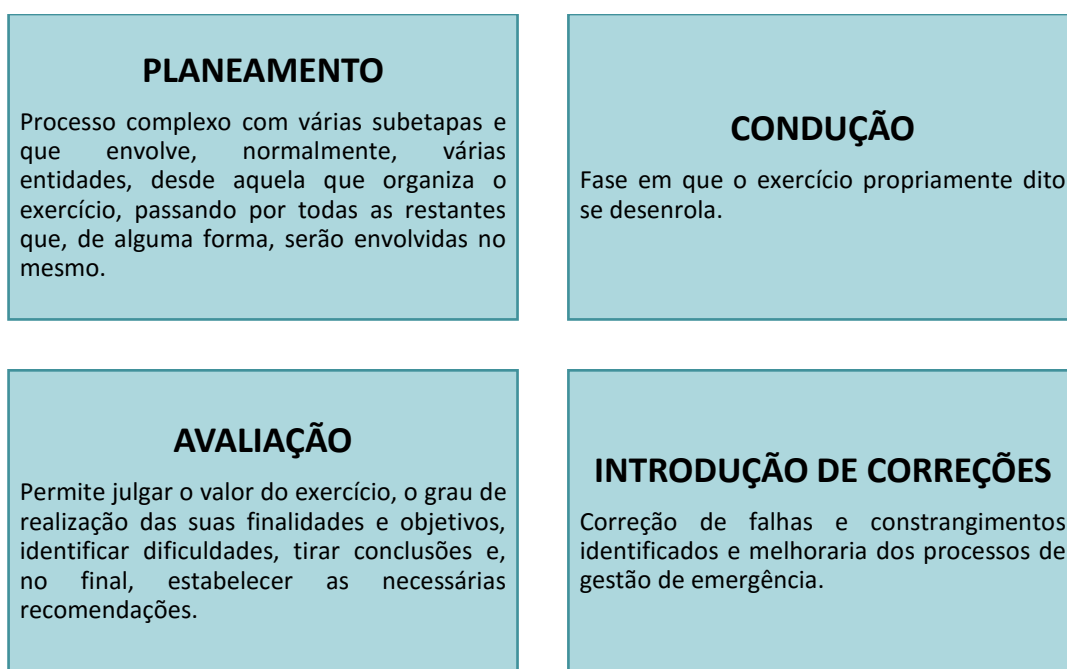 PLANEAMENTO
Processo complexo com várias subetapas e
que envolve, normalmente, várias
entidades, desde aquela que organiza o
exercício, passando por todas as restantes
que, de alguma forma, serão envolvidas no
mesmo.
CONDUÇÃO
Fase em que o exercício propriamente dito
se desenrola.
AVALIAÇÃO
Permite julgar o valor do exercício, o grau de
realização das suas finalidades e objetivos,
identificar dificuldades, tirar conclusões e,
no final, estabelecer as necessárias
recomendações.
INTRODUÇÃO DE CORREÇÕES
Correção de falhas e constrangimentos
identificados e melhoraria dos processos de
gestão de emergência.